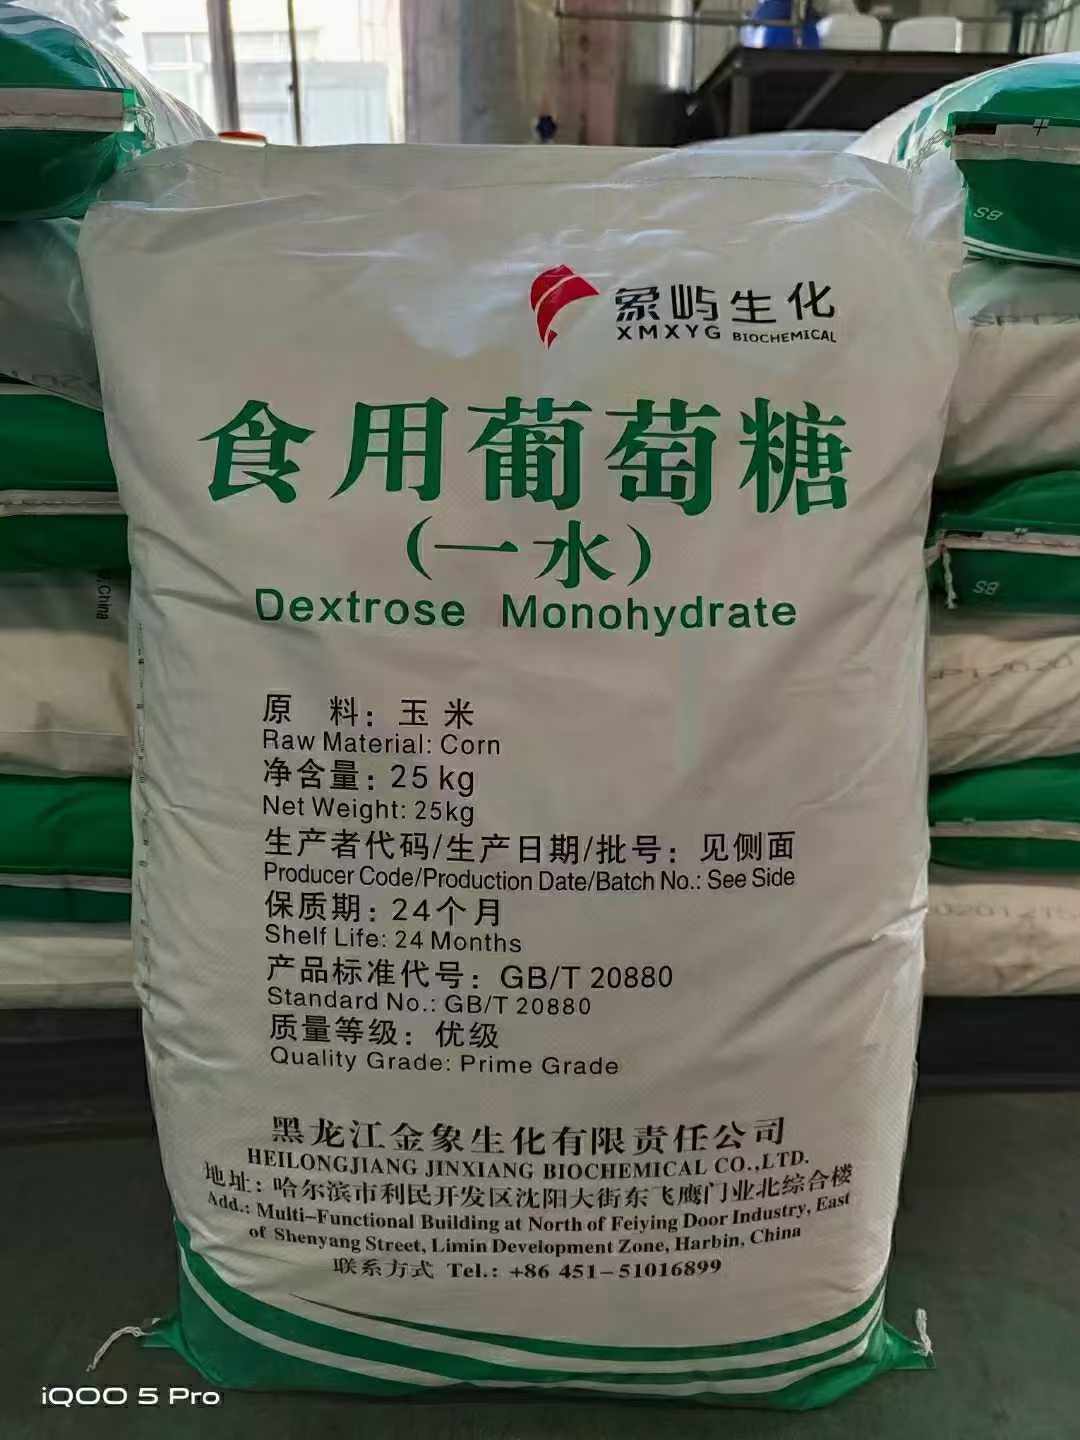 象屿生化
XMXYG BIOCHEMICAL
食用葡萄糖
(一水)
Dextrose Monohydrate
原 料：玉米
Raw Material: Corn
净含量：25 kg
Net Weight: 25kg
生产者代码/生产日期/批号：见侧面
Producer Code/Production Date/Batch No.: See Side
保质期：24个月
Shelf Life: 24 Months
产品标准代号：GB/T 20880
Standard No.: GB/T 20880
质量等级：优级
Quality Grade: Prime Grade
黑龙江金象生化有限责任公司
HEILONGJIANG JINXIANG BIOCHEMICAL CO.,LTD.
地址：哈尔滨市利民开发区沈阳大街东飞鹰门业北综合楼
Add.: Multi-Functional Building at North of Feiying Door Industry, East
of Shenyang Street, Limin Development Zone, Harbin, China
联系方式 Tel.: +86 451-51016899
BS
BS
China
iQOO 5 Pro